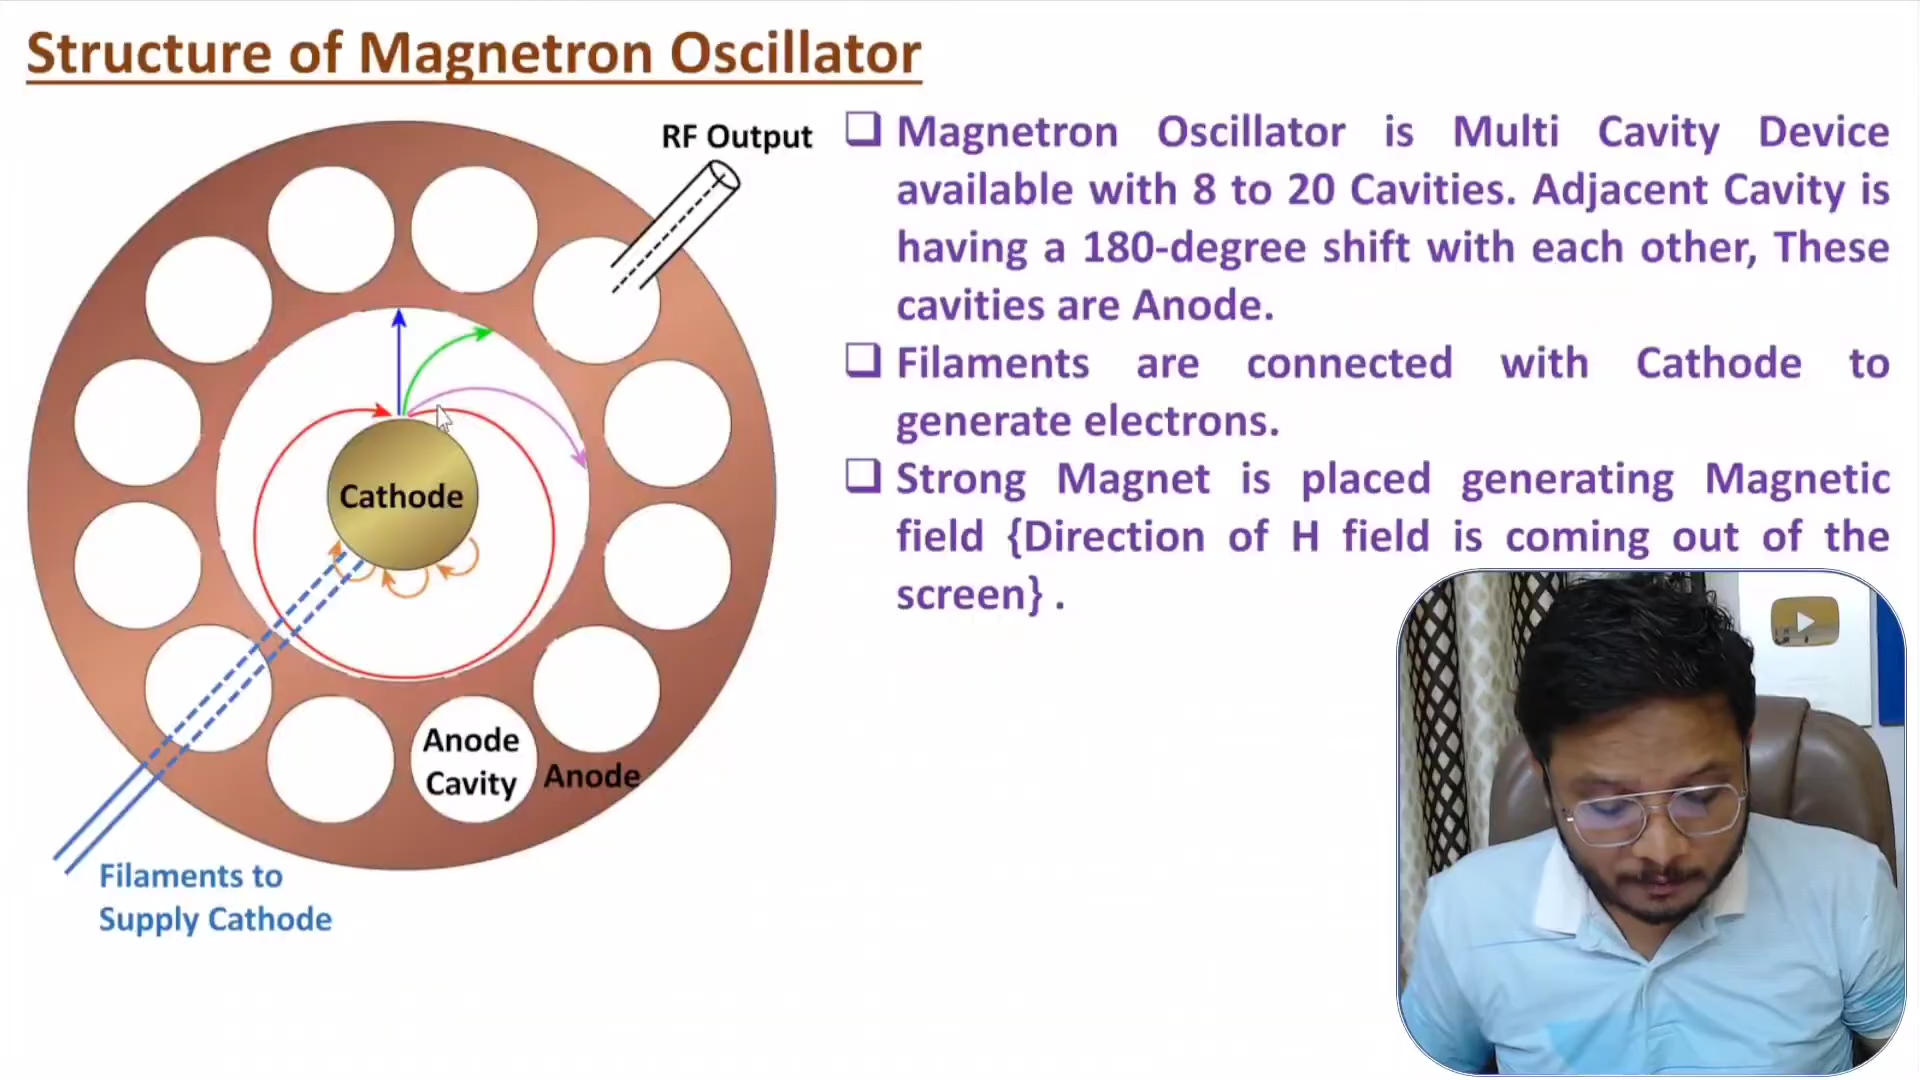 Structure of Magnetron Oscillator
RF Output
Cathode
Anode
Cavity
Anode
Filaments to
Supply Cathode
❑ Magnetron Oscillator is Multi Cavity Device
available with 8 to 20 Cavities. Adjacent Cavity is
having a 180-degree shift with each other, These
cavities are Anode.
❑ Filaments are connected with Cathode to
generate electrons.
❑ Strong Magnet is placed generating Magnetic
field {Direction of H field is coming out of the
screen} .